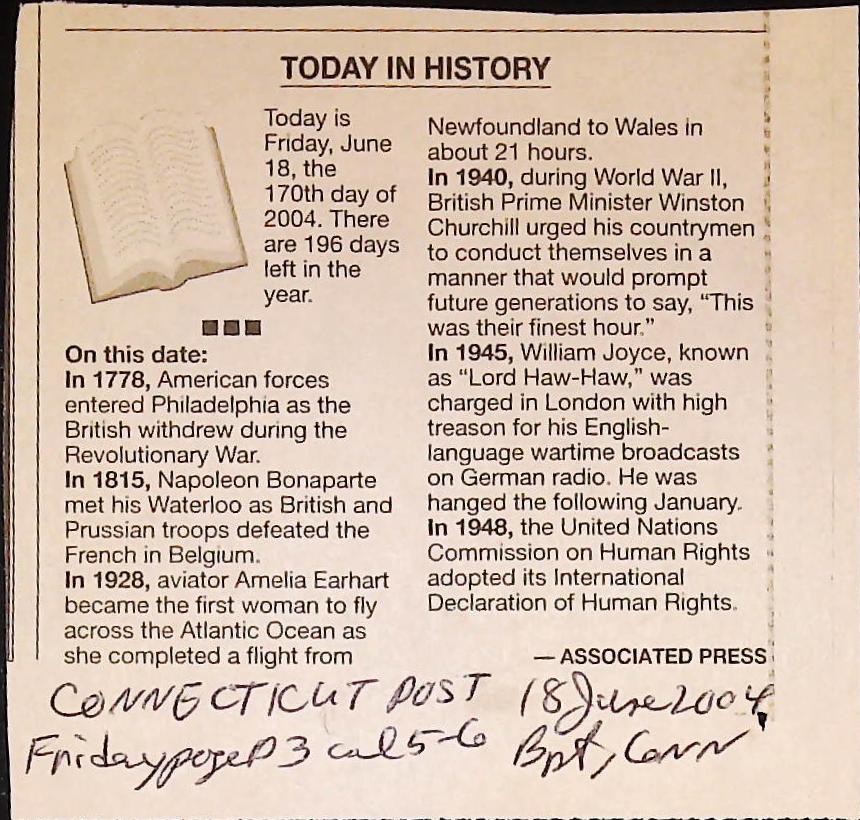 TODAY IN HISTORY
Today is
Friday, June
18, the
170th day of
2004. There
are 196 days
left in the
year.
On this date:
In 1778, American forces
entered Philadelphia as the
British withdrew during the
Revolutionary War.
In 1815, Napoleon Bonaparte
met his Waterloo as British and
Prussian troops defeated the
French in Belgium.
In 1928, aviator Amelia Earhart
became the first woman to fly
across the Atlantic Ocean as
she completed a flight from
Newfoundland to Wales in
about 21 hours.
In 1940, during World War II,
British Prime Minister Winston
Churchill urged his countrymen
to conduct themselves in a
manner that would prompt
future generations to say, “This
was their finest hour.”
In 1945, William Joyce, known
as “Lord Haw-Haw,” was
charged in London with high
treason for his English-
language wartime broadcasts
on German radio. He was
hanged the following January.
In 1948, the United Nations
Commission on Human Rights
adopted its International
Declaration of Human Rights.
— ASSOCIATED PRESS
CONNECTICUT POST 18 June 2004
Friday page D3 col 5-6 Bpt, Conn